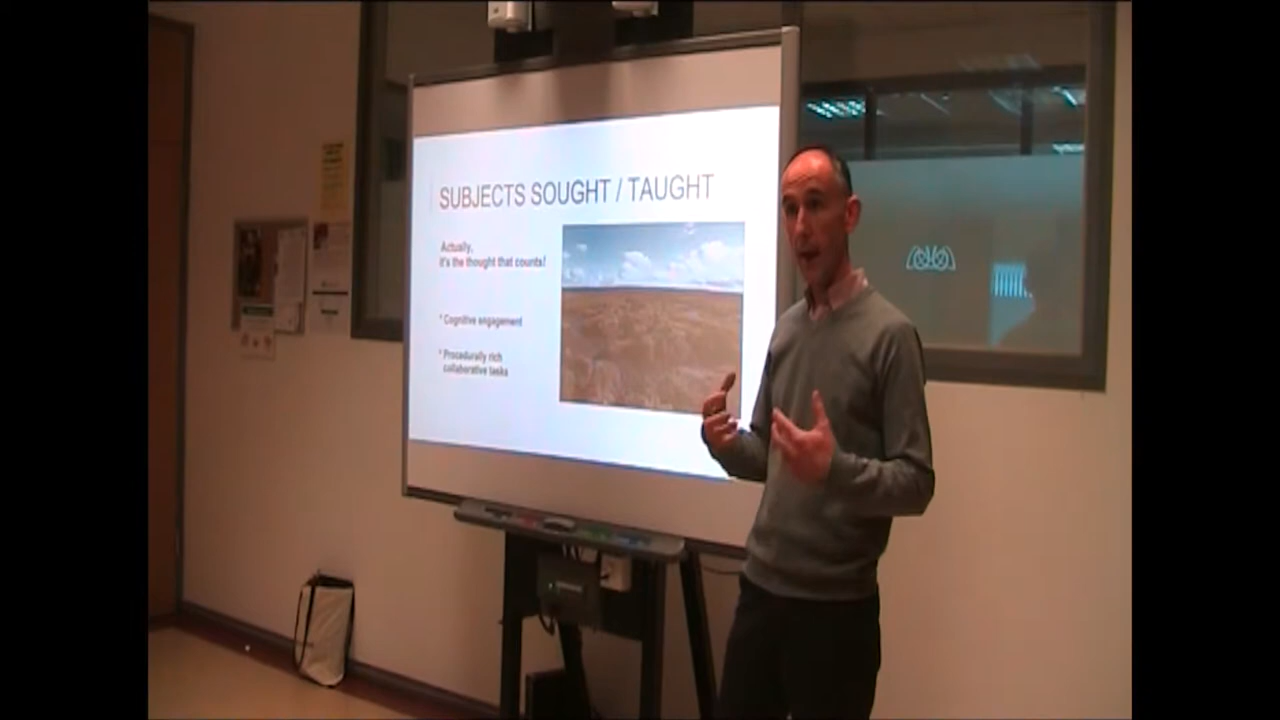 SUBJECTS SOUGHT / TAUGHT
Actually,
it's the thought that counts!
* Cognitive engagement
* Procedurally rich
collaborative tasks